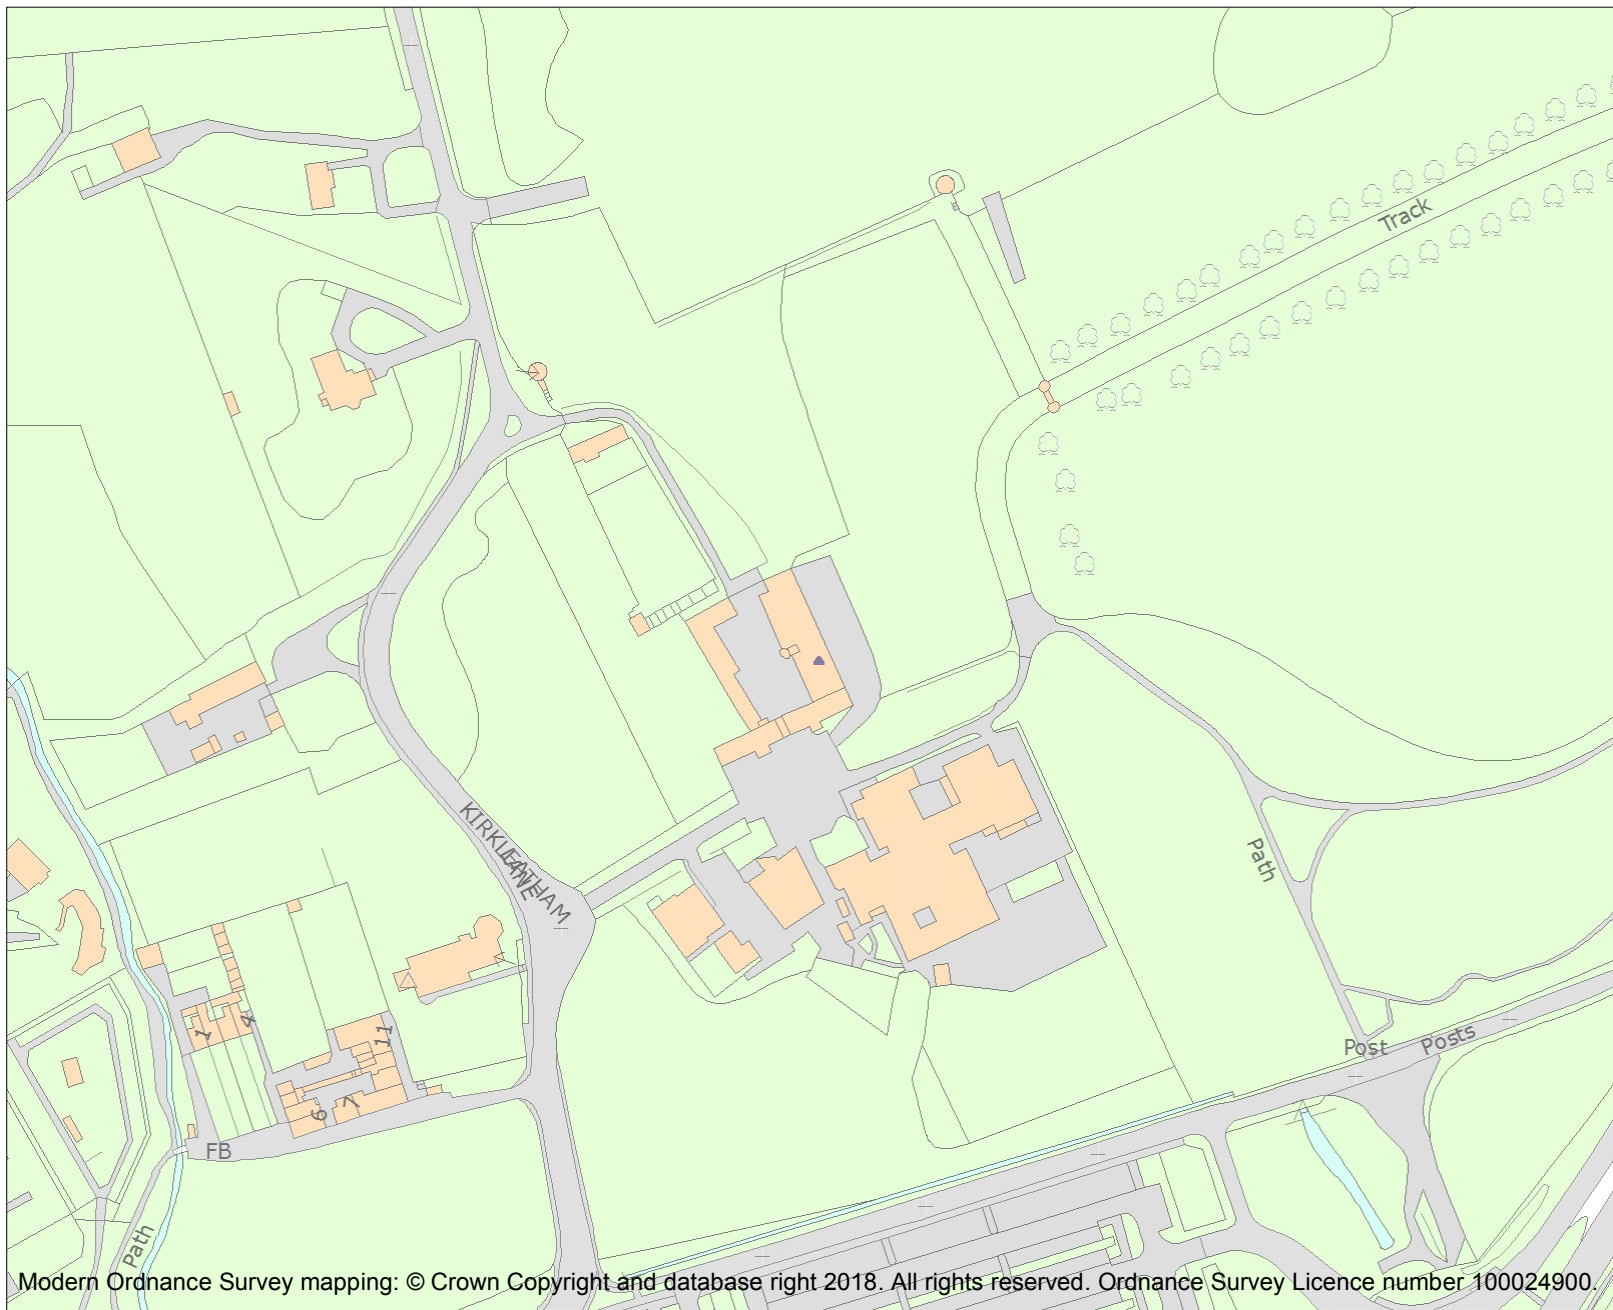 Track
KIRKLEATHAM
LANE
Path
1
4
11
Post
Posts
6
7
FB
Path
Modern Ordnance Survey mapping: © Crown Copyright and database right 2018. All rights reserved. Ordnance Survey Licence number 100024900.